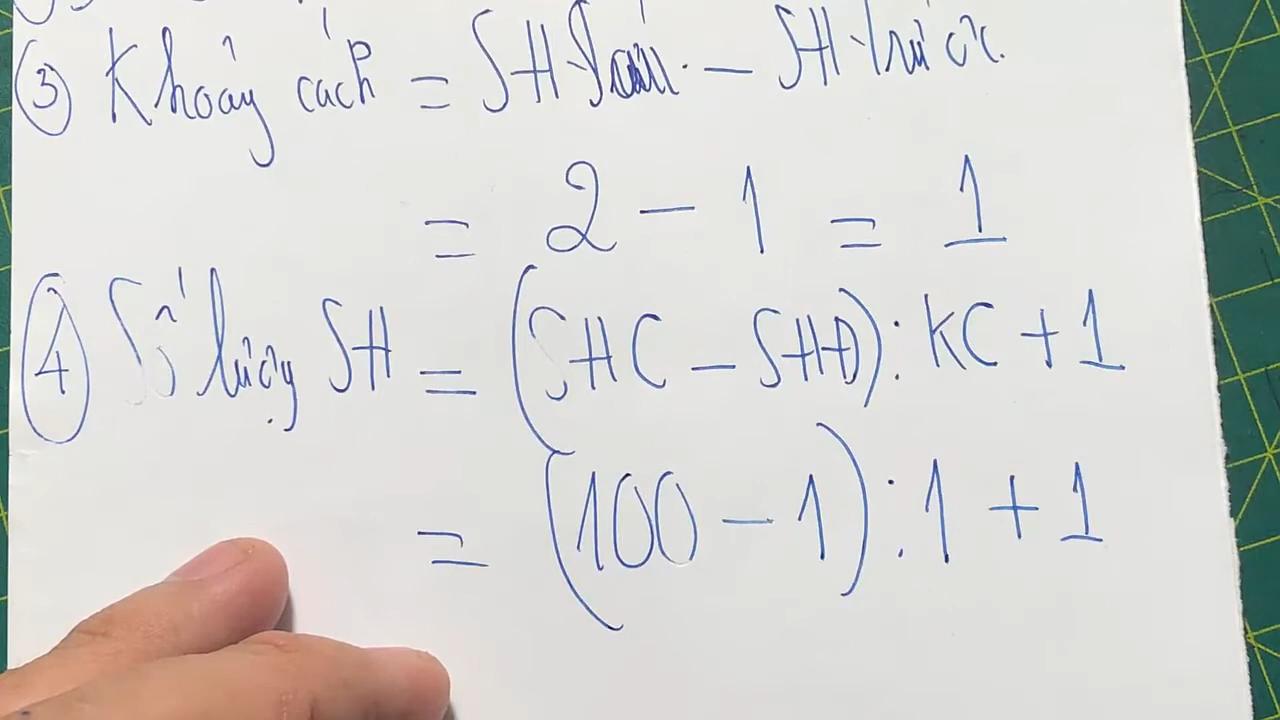 ③ Khoảng cách = SH sau - SH trước
= 2 - 1 = 1
④ Số lượng SH = (SHC - SHĐ) : KC + 1
= (100 - 1) : 1 + 1